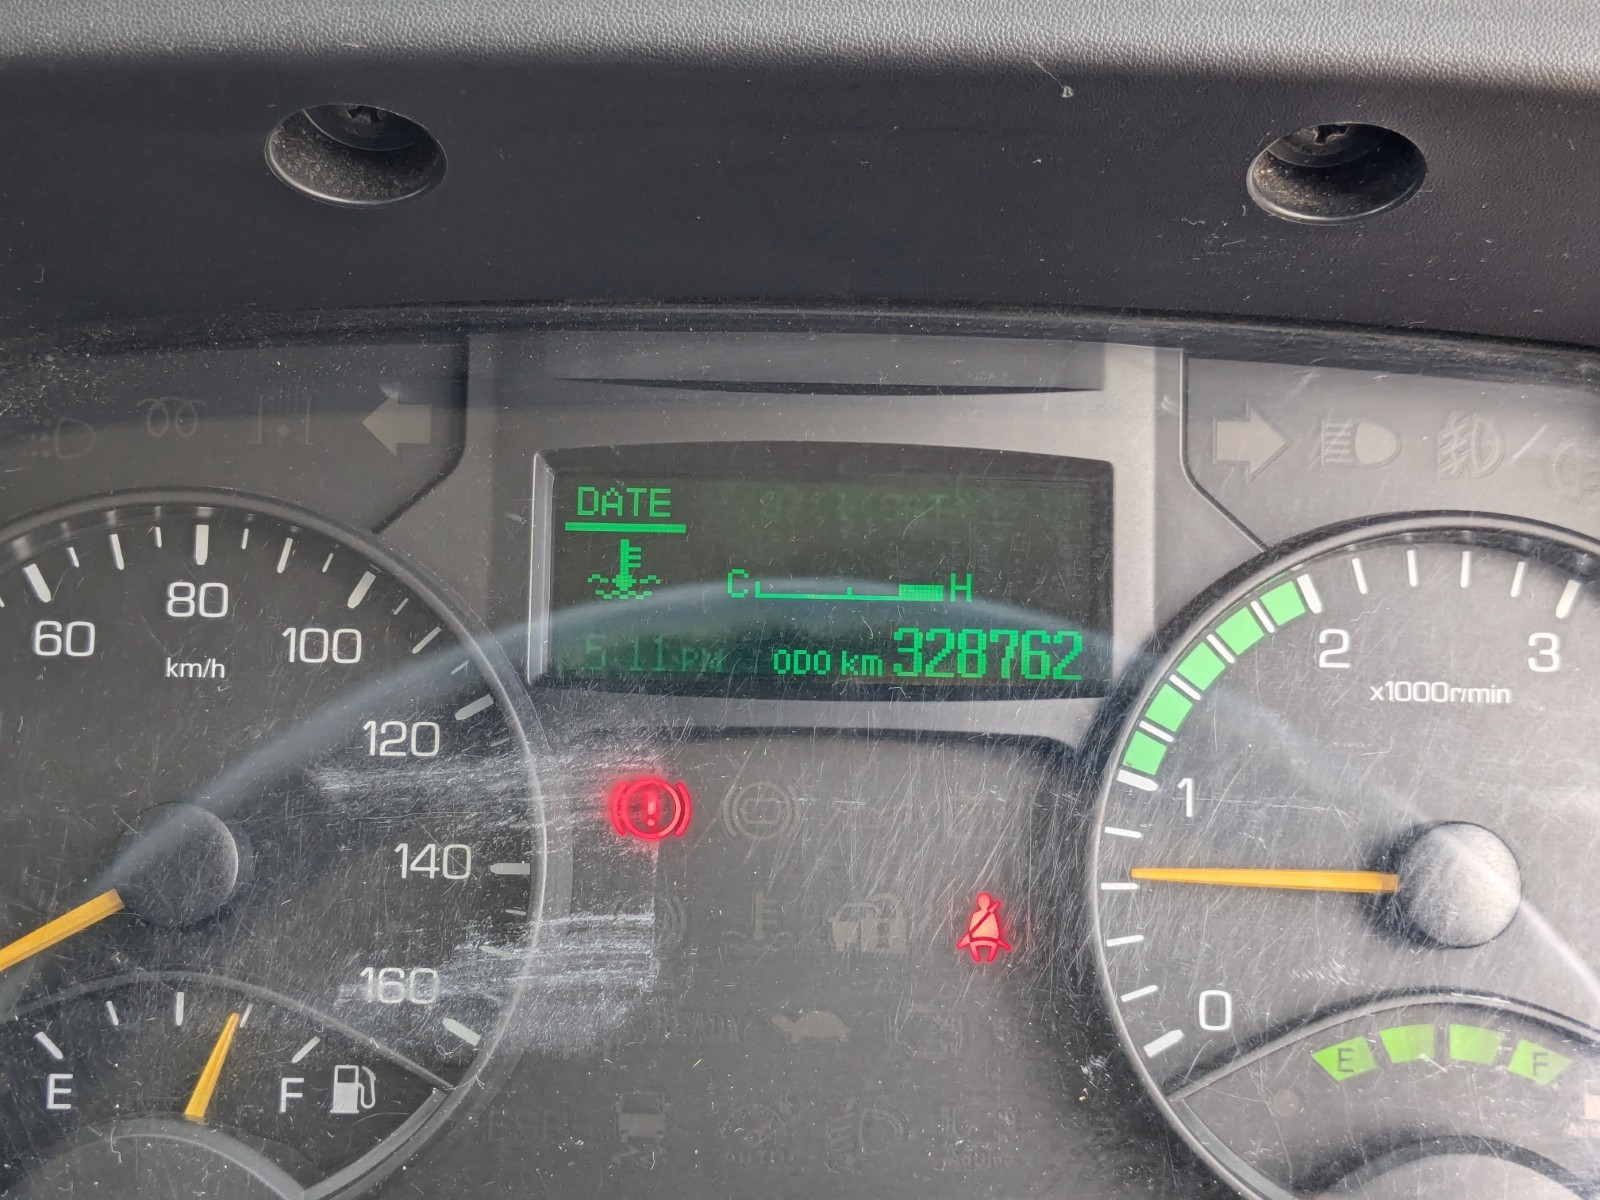 DATE
C H
5:11 PM ODO km 328762
60
80
100
120
140
160
km/h
E F
0
1
2
3
x1000r/min
E F